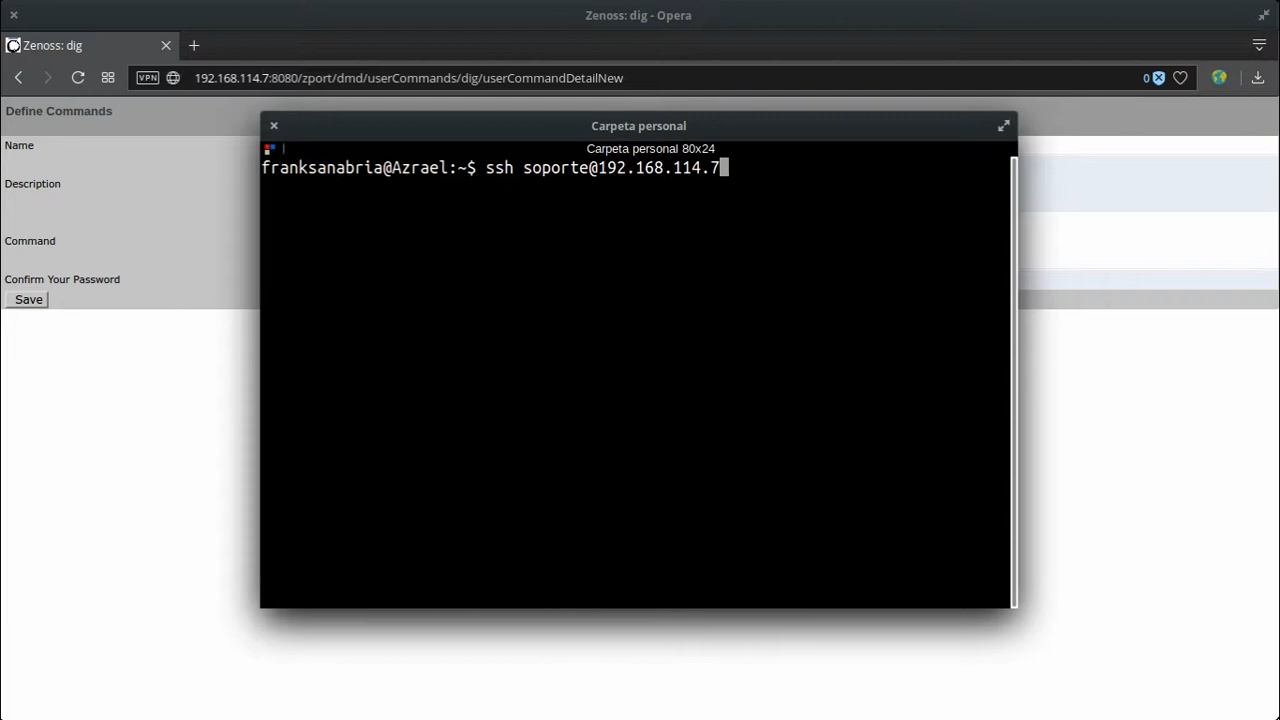 Zenoss: dig - Opera
Zenoss: dig
VPN
192.168.114.7:8080/zport/dmd/userCommands/dig/userCommandDetailNew
0
Define Commands
Name
Description
Command
Confirm Your Password
Save
Carpeta personal
Carpeta personal 80x24
franksanabria@Azrael:~$ ssh soporte@192.168.114.7